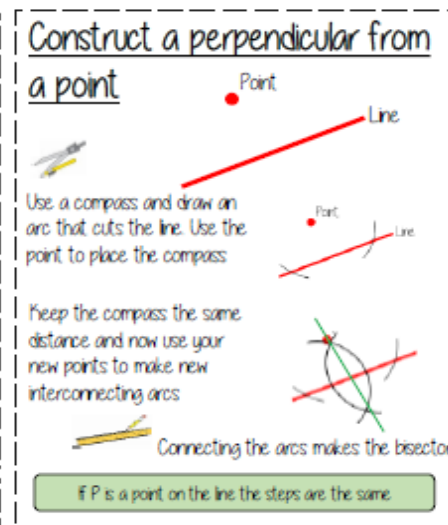 Construct a perpendicular from
a point
Point
Line
Use a compass and draw an
arc that cuts the line. Use the
point to place the compass
Point
Line
Keep the compass the same
distance and now use your
new points to make new
interconnecting arcs
Connecting the arcs makes the bisector
If P is a point on the line the steps are the same